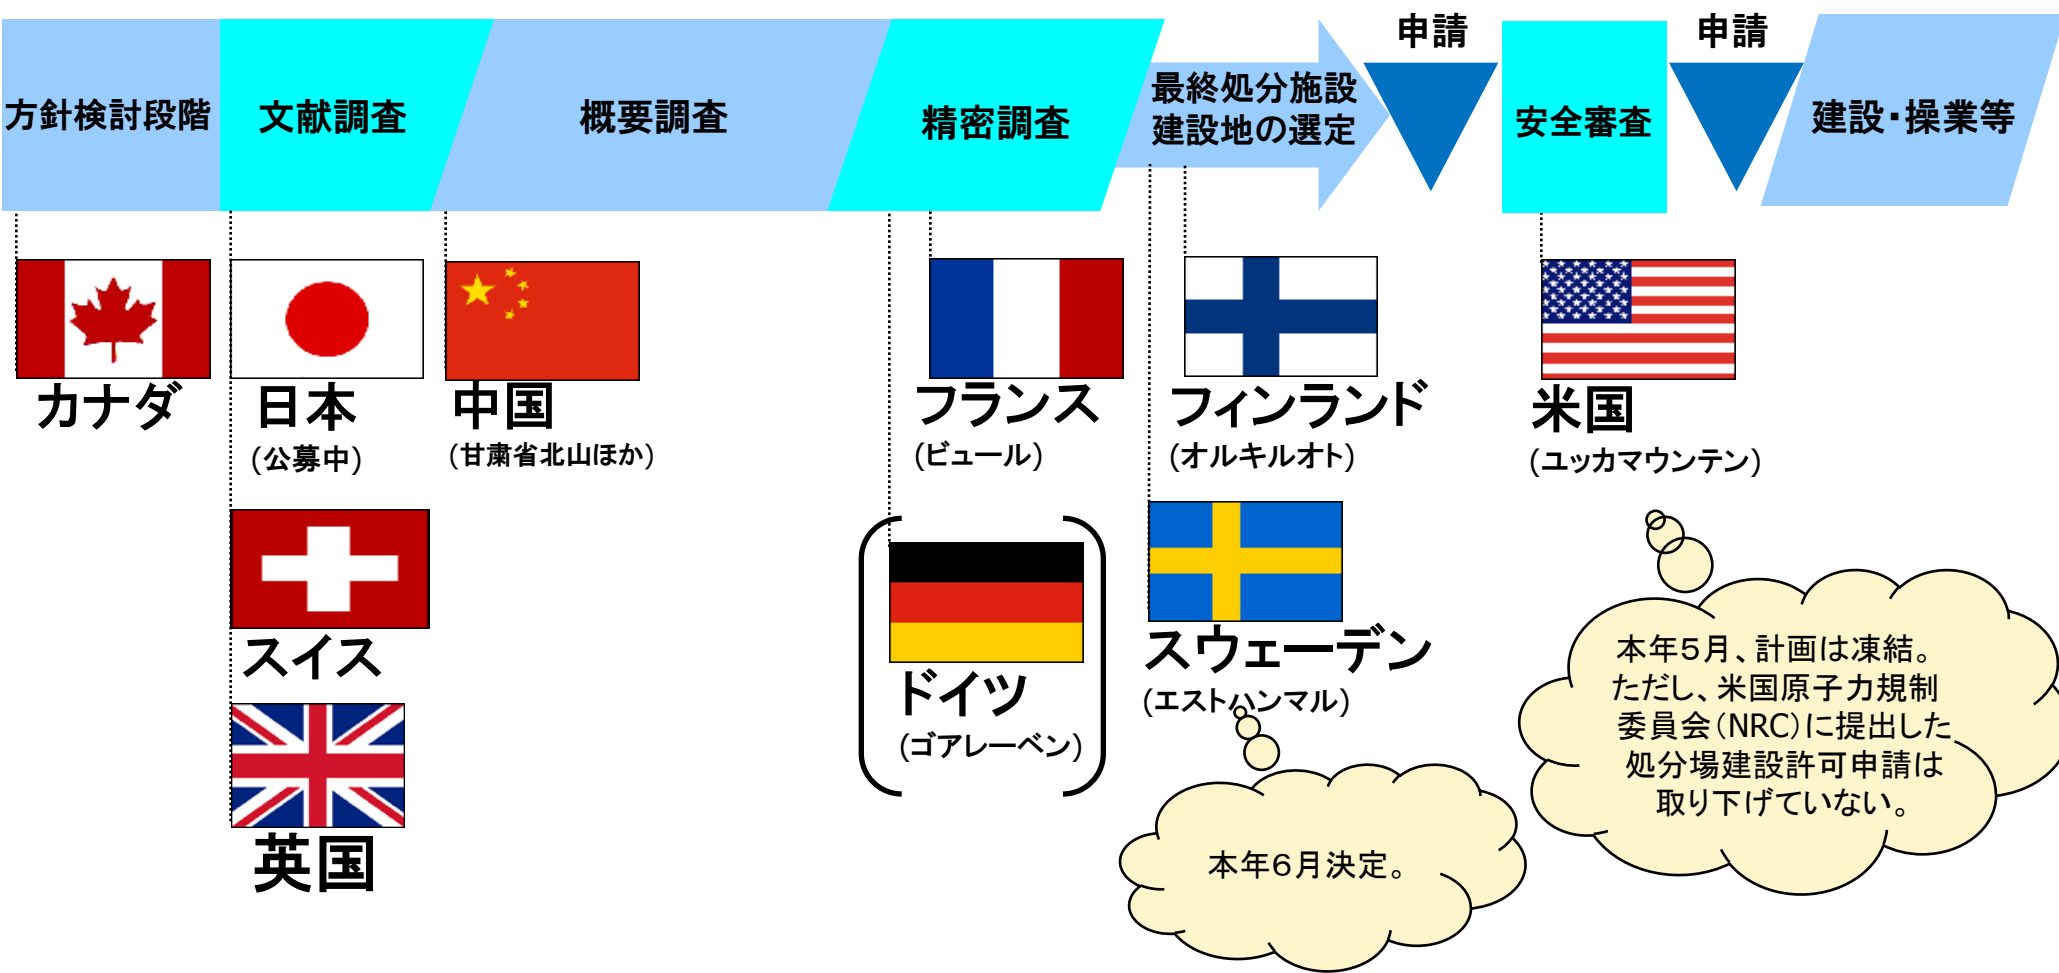 方針検討段階
文献調査
概要調査
精密調査
最終処分施設
建設地の選定
申請
安全審査
申請
建設・操業等
カナダ
日本
(公募中)
中国
(甘粛省北山ほか)
フランス
(ビュール)
フィンランド
(オルキルオト)
米国
(ユッカマウンテン)
スイス
ドイツ
(ゴアレーベン)
スウェーデン
(エストハンマル)
英国
本年6月決定。
本年5月、計画は凍結。
ただし、米国原子力規制
委員会(NRC)に提出した
処分場建設許可申請は
取り下げていない。